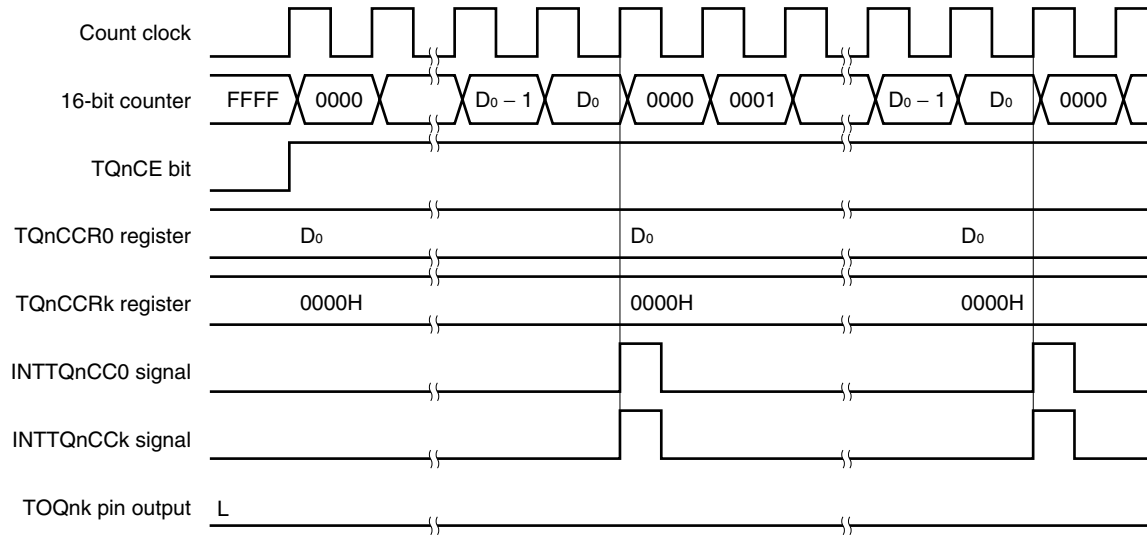 Count clock
16-bit counter FFFF 0000 D₀ − 1 D₀ 0000 0001 D₀ − 1 D₀ 0000
TQnCE bit
TQnCCR0 register D₀ D₀ D₀
TQnCCRk register 0000H 0000H 0000H
INTTQnCC0 signal
INTTQnCCk signal
TOQnk pin output L